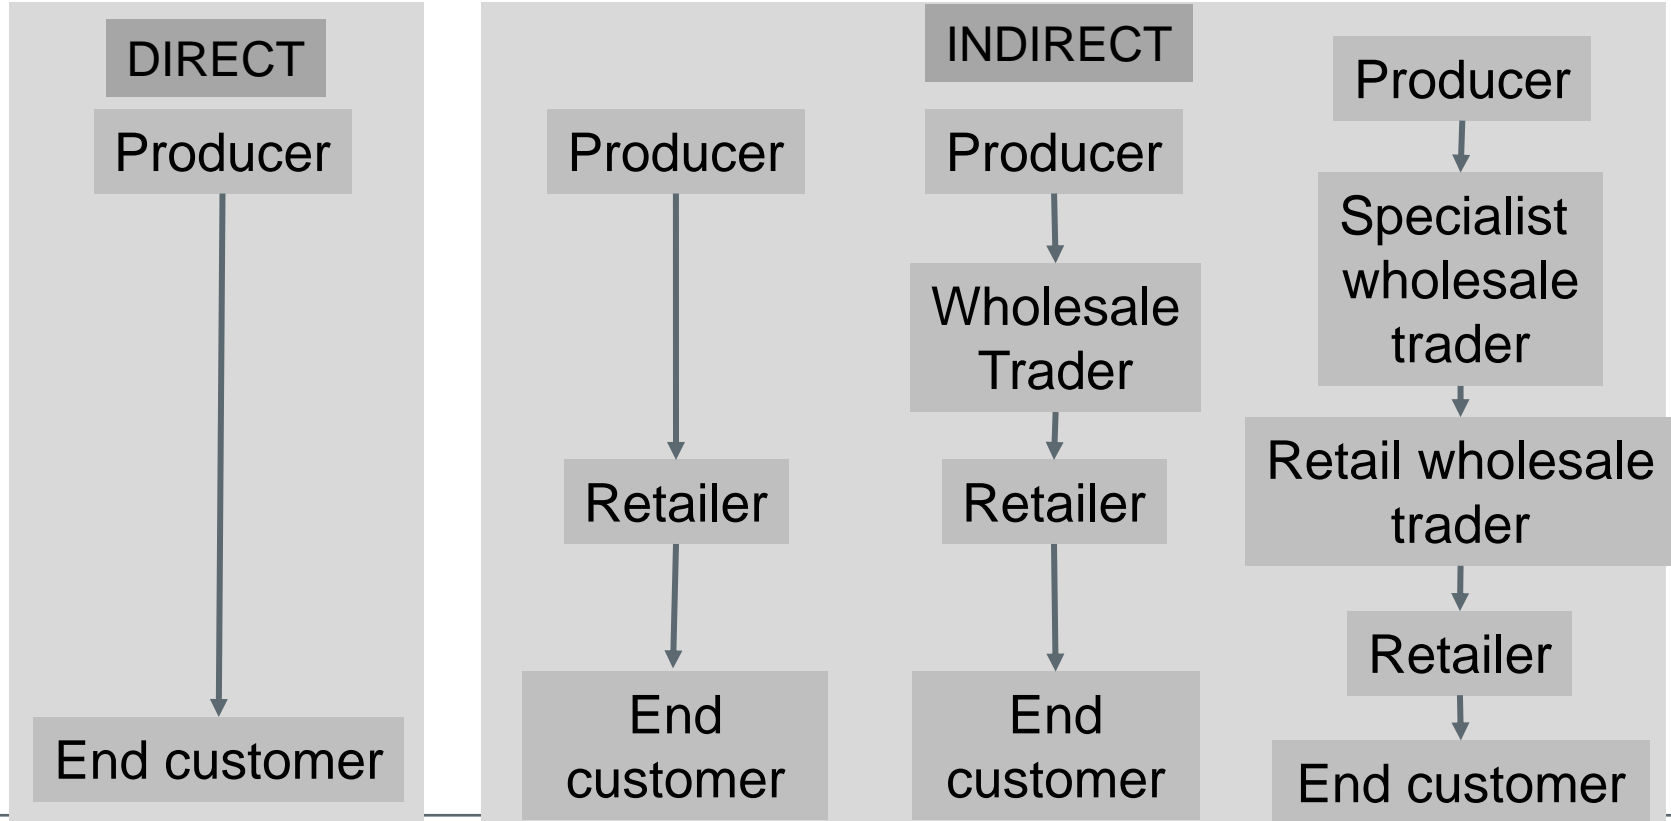 DIRECT
Producer
End customer
INDIRECT
Producer
Retailer
End
customer
Producer
Wholesale
Trader
Retailer
End
customer
Producer
Specialist
wholesale
trader
Retail wholesale
trader
Retailer
End customer